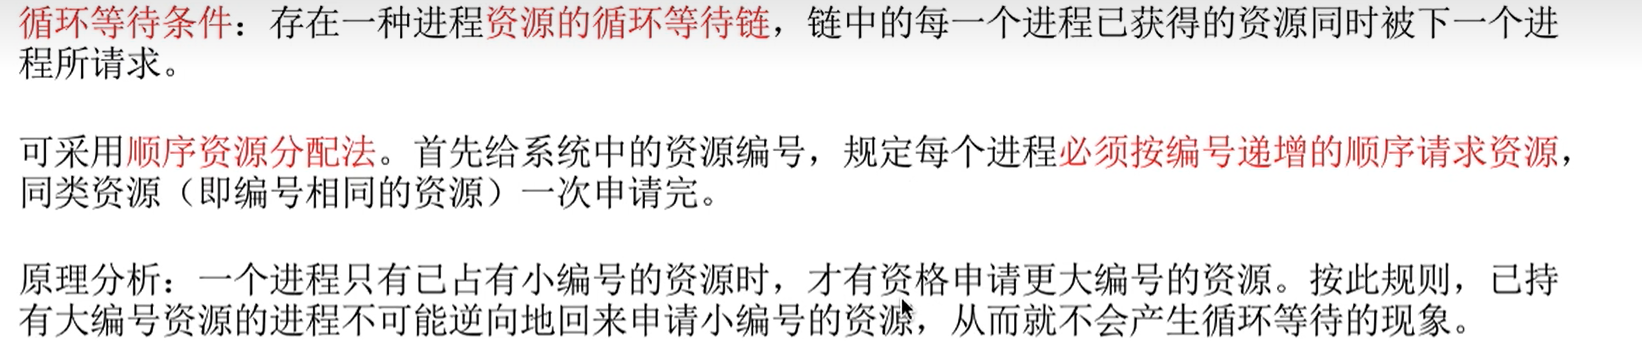 循环等待条件：存在一种进程资源的循环等待链，链中的每一个进程已获得的资源同时被下一个进
程所请求。
可采用顺序资源分配法。首先给系统中的资源编号，规定每个进程必须按编号递增的顺序请求资源，
同类资源（即编号相同的资源）一次申请完。
原理分析：一个进程只有已占有小编号的资源时，才有资格申请更大编号的资源。按此规则，已持
有大编号资源的进程不可能逆向地回来申请小编号的资源，从而就不会产生循环等待的现象。